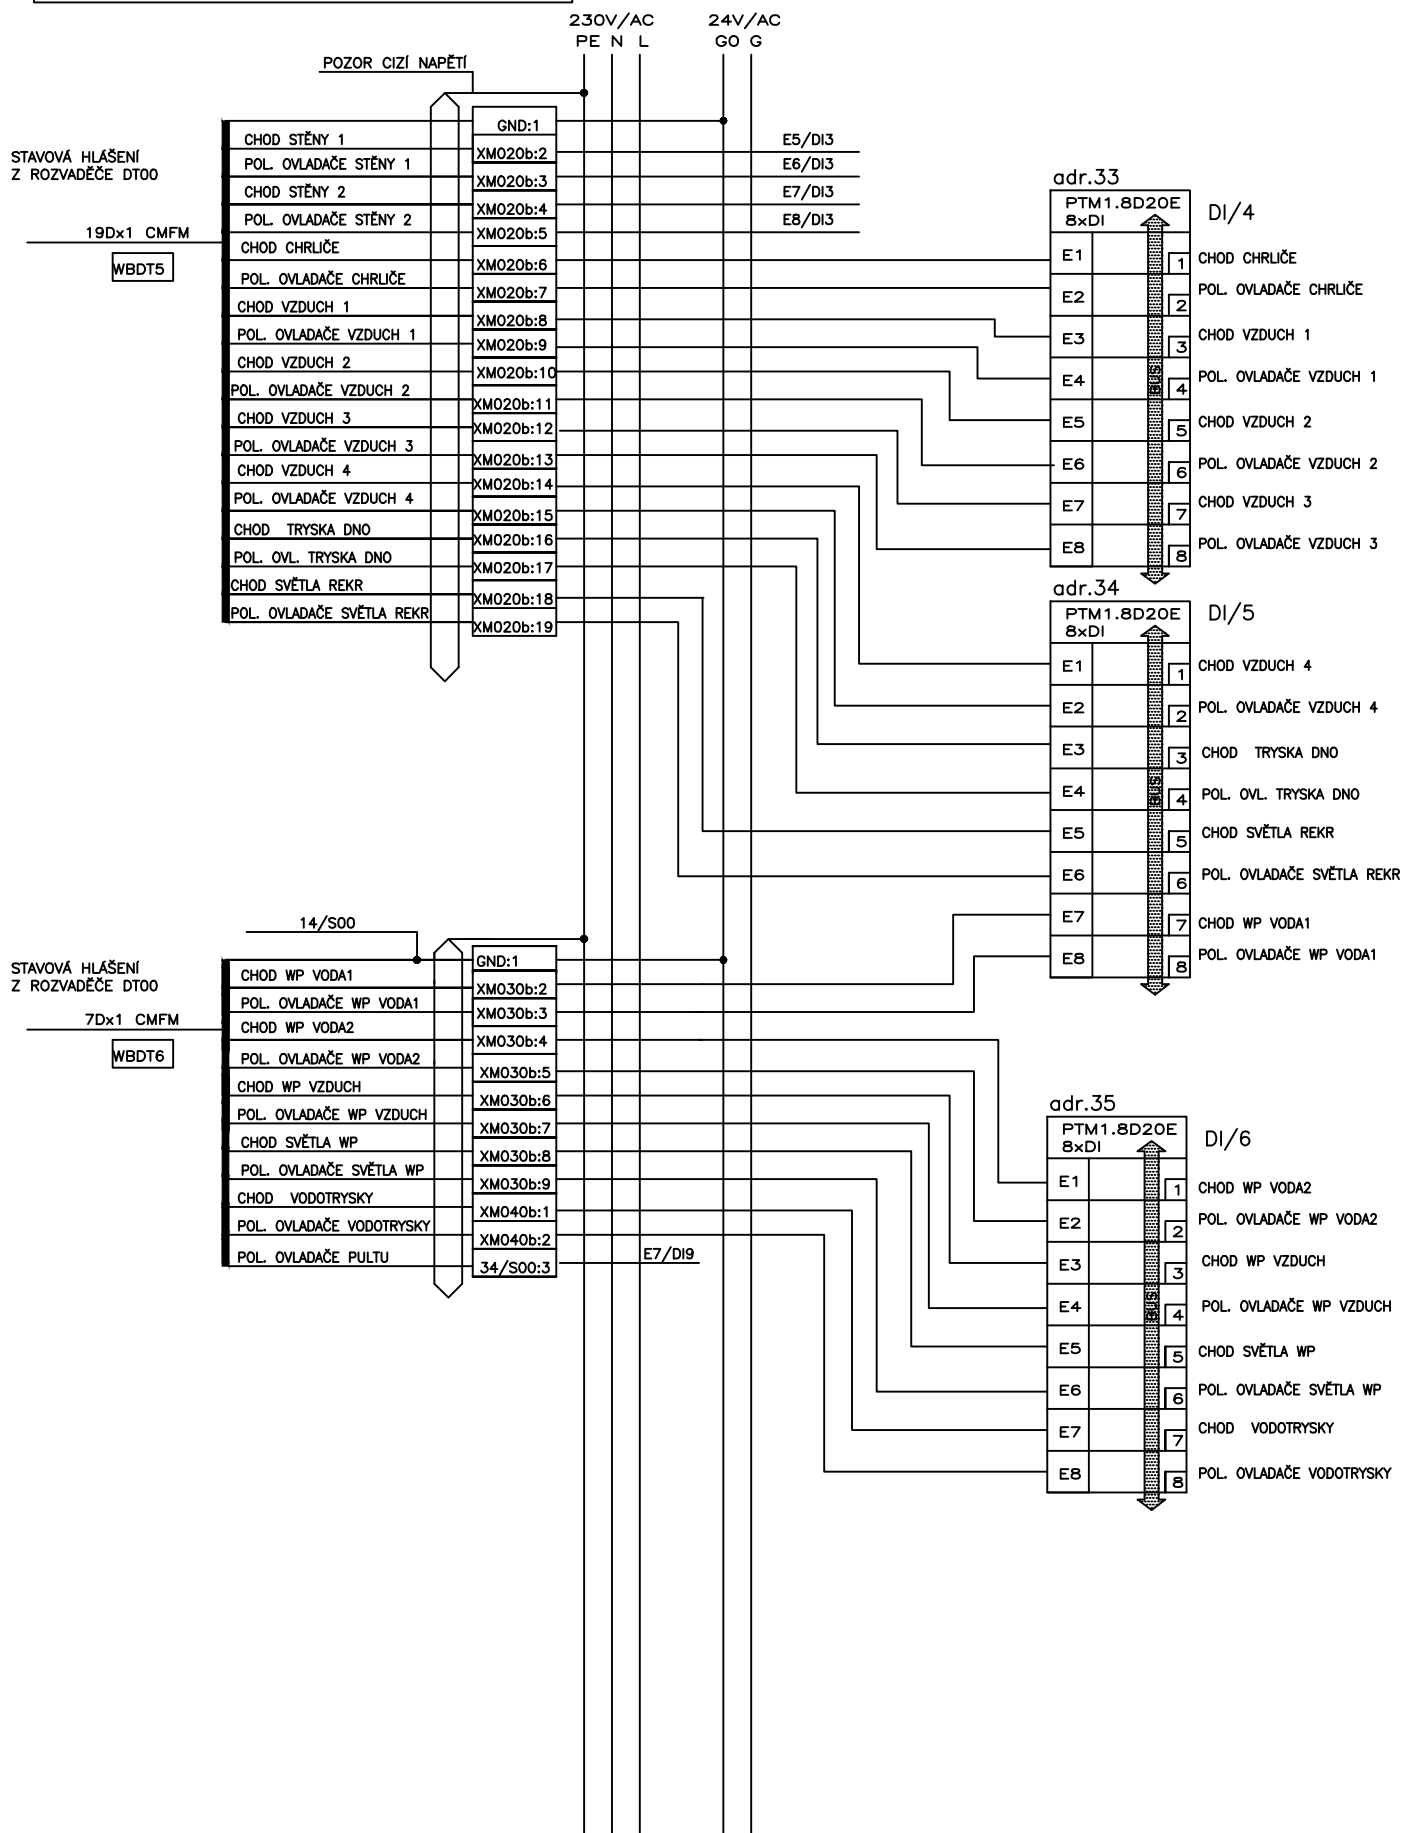 230V/AC
24V/AC
PE N L
G0 G
POZOR CIZÍ NAPĚTÍ
STAVOVÁ HLÁŠENÍ
Z ROZVADĚČE DT00
19Dx1 CMFM
WBDT5
GND:1
CHOD STĚNY 1
XM020b:2
E5/DI3
POL. OVLADAČE STĚNY 1
XM020b:3
E6/DI3
CHOD STĚNY 2
XM020b:4
E7/DI3
POL. OVLADAČE STĚNY 2
XM020b:5
E8/DI3
CHOD CHRLIČE
XM020b:6
POL. OVLADAČE CHRLIČE
XM020b:7
CHOD VZDUCH 1
XM020b:8
POL. OVLADAČE VZDUCH 1
XM020b:9
CHOD VZDUCH 2
XM020b:10
POL. OVLADAČE VZDUCH 2
XM020b:11
CHOD VZDUCH 3
XM020b:12
POL. OVLADAČE VZDUCH 3
XM020b:13
CHOD VZDUCH 4
XM020b:14
POL. OVLADAČE VZDUCH 4
XM020b:15
CHOD TRYSKA DNO
XM020b:16
POL. OVL. TRYSKA DNO
XM020b:17
CHOD SVĚTLA REKR
XM020b:18
POL. OVLADAČE SVĚTLA REKR
XM020b:19
adr.33
PTM1.8D20E
8xDI
DI/4
E1
1 CHOD CHRLIČE
E2
2 POL. OVLADAČE CHRLIČE
E3
3 CHOD VZDUCH 1
E4
BUS
4 POL. OVLADAČE VZDUCH 1
E5
5 CHOD VZDUCH 2
E6
6 POL. OVLADAČE VZDUCH 2
E7
7 CHOD VZDUCH 3
E8
8 POL. OVLADAČE VZDUCH 3
adr.34
PTM1.8D20E
8xDI
DI/5
E1
1 CHOD VZDUCH 4
E2
2 POL. OVLADAČE VZDUCH 4
E3
3 CHOD TRYSKA DNO
E4
BUS
4 POL. OVL. TRYSKA DNO
E5
5 CHOD SVĚTLA REKR
E6
6 POL. OVLADAČE SVĚTLA REKR
E7
7 CHOD WP VODA1
E8
8 POL. OVLADAČE WP VODA1
14/S00
STAVOVÁ HLÁŠENÍ
Z ROZVADĚČE DT00
7Dx1 CMFM
WBDT6
GND:1
CHOD WP VODA1
XM030b:2
POL. OVLADAČE WP VODA1
XM030b:3
CHOD WP VODA2
XM030b:4
POL. OVLADAČE WP VODA2
XM030b:5
CHOD WP VZDUCH
XM030b:6
POL. OVLADAČE WP VZDUCH
XM030b:7
CHOD SVĚTLA WP
XM030b:8
POL. OVLADAČE SVĚTLA WP
XM030b:9
CHOD VODOTRYSKY
XM040b:1
POL. OVLADAČE VODOTRYSKY
XM040b:2
POL. OVLADAČE PULTU
34/S00:3
E7/DI9
adr.35
PTM1.8D20E
8xDI
DI/6
E1
1 CHOD WP VODA2
E2
2 POL. OVLADAČE WP VODA2
E3
3 CHOD WP VZDUCH
E4
BUS
4 POL. OVLADAČE WP VZDUCH
E5
5 CHOD SVĚTLA WP
E6
6 POL. OVLADAČE SVĚTLA WP
E7
7 CHOD VODOTRYSKY
E8
8 POL. OVLADAČE VODOTRYSKY